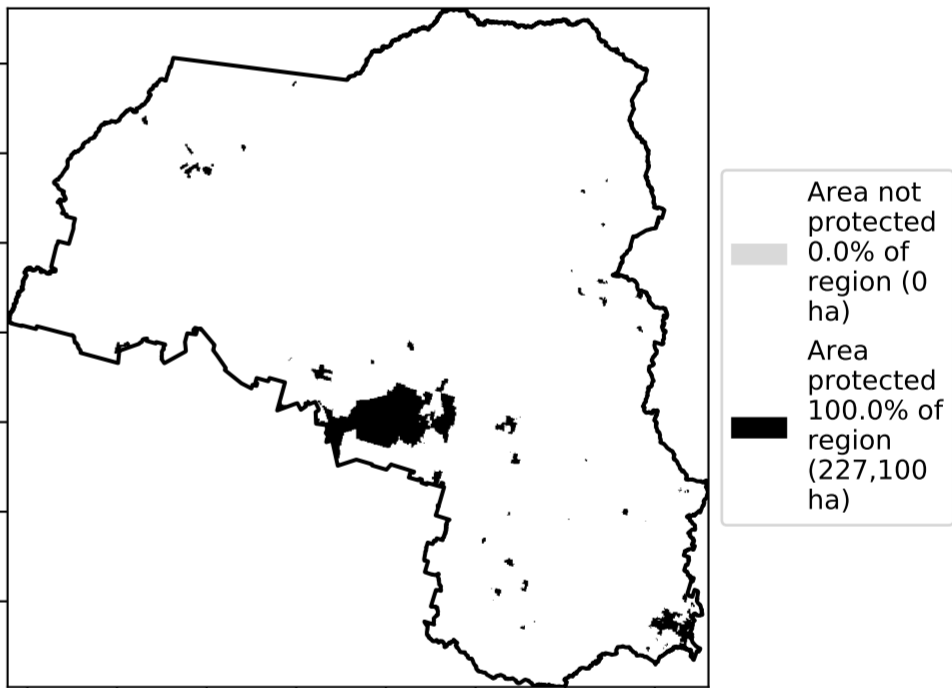 Area not
protected
0.0% of
region (0
ha)
Area
protected
100.0% of
region
(227,100
ha)